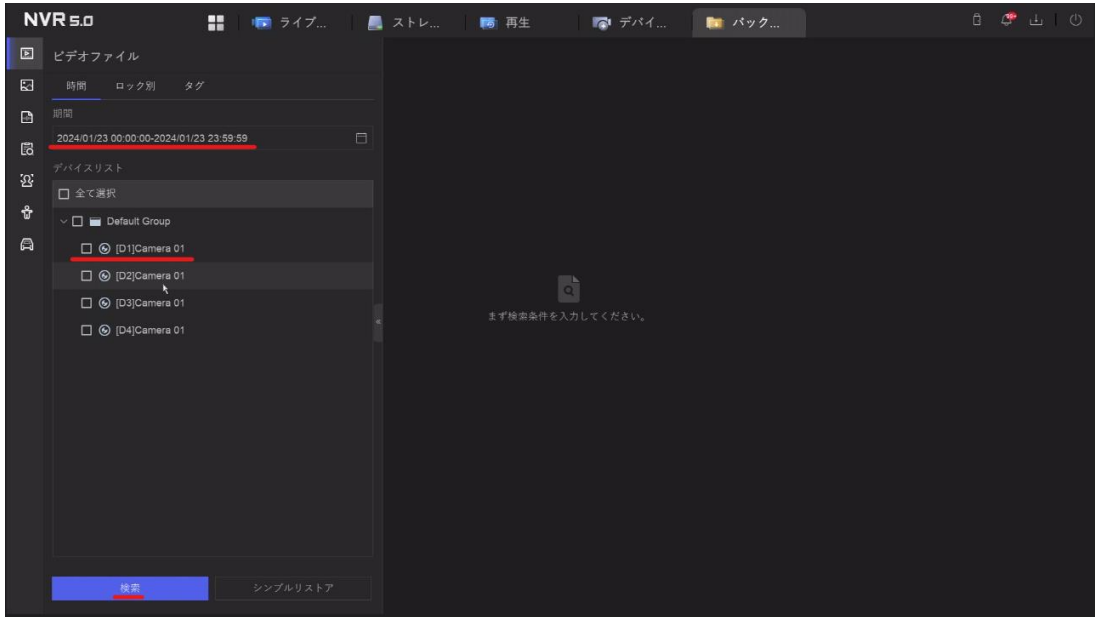 NVR 5.0
ライブ...
ストレ...
再生
デバイ...
バック...
ビデオファイル
時間 ロック別 タグ
期間
2024/01/23 00:00:00-2024/01/23 23:59:59
デバイスリスト
全て選択
Default Group
[D1]Camera 01
[D2]Camera 01
[D3]Camera 01
[D4]Camera 01
検索 シンプルリストア
まず検索条件を入力してください。